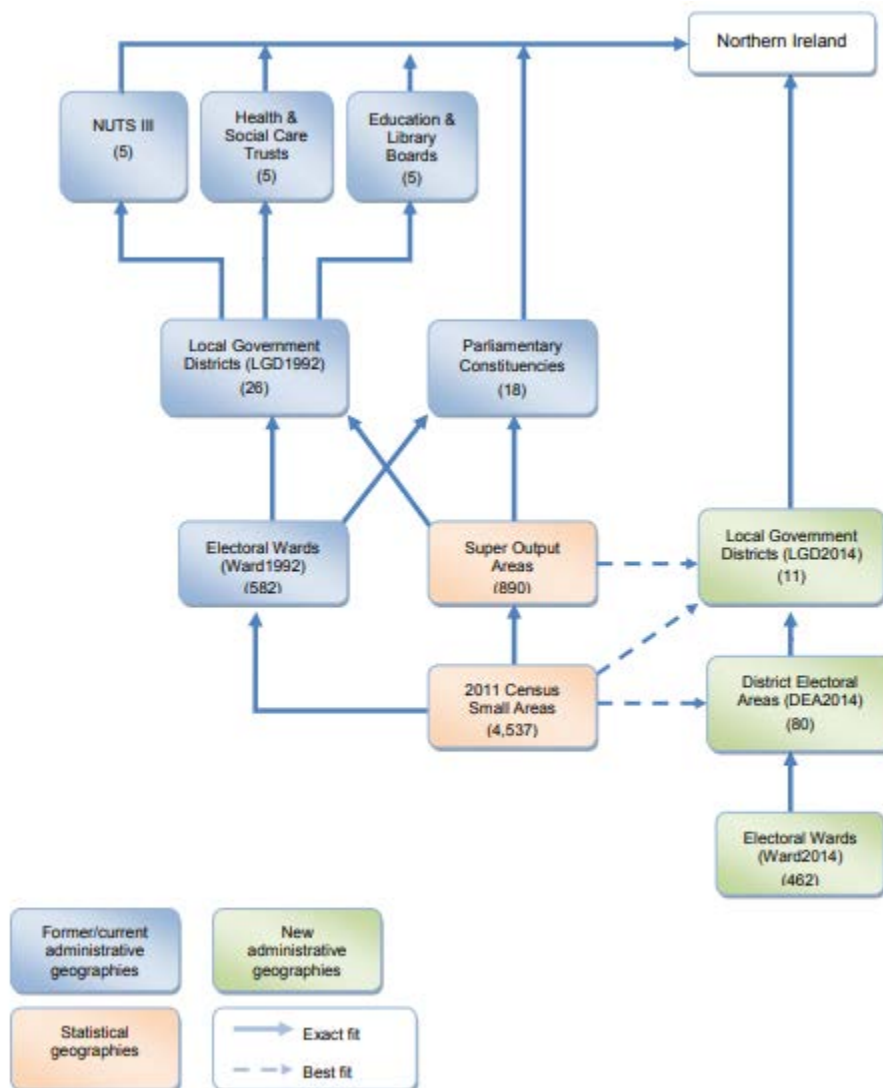 Northern Ireland
NUTS III
(5)
Health &
Social Care
Trusts
(5)
Education &
Library
Boards
(5)
Local Government
Districts (LGD1992)
(26)
Parliamentary
Constituencies
(18)
Electoral Wards
(Ward1992)
(582)
Super Output
Areas
(890)
Local Government
Districts (LGD2014)
(11)
2011 Census
Small Areas
(4,537)
District Electoral
Areas (DEA2014)
(80)
Electoral Wards
(Ward2014)
(462)
Former/current
administrative
geographies
New
administrative
geographies
Statistical
geographies
Exact fit
Best fit